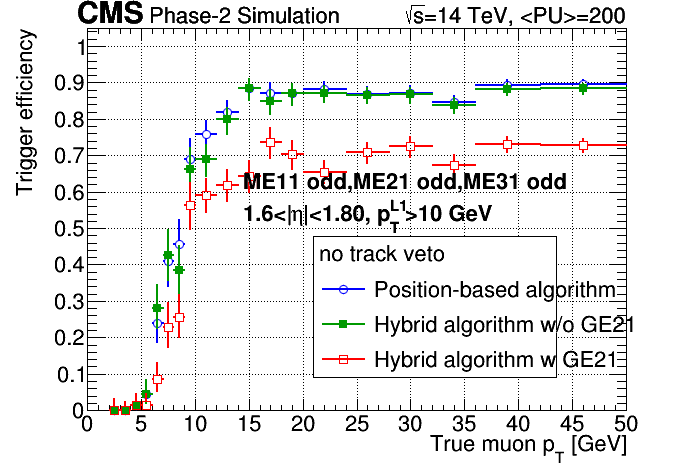 CMS Phase-2 Simulation √s=14 TeV, <PU>=200
Trigger efficiency
1
0.9
0.8
0.7
0.6
0.5
0.4
0.3
0.2
0.1
0
ME11 odd,ME21 odd,ME31 odd
1.6<|η|<1.80, p_T^L1>10 GeV
no track veto
Position-based algorithm
Hybrid algorithm w/o GE21
Hybrid algorithm w GE21
0 5 10 15 20 25 30 35 40 45 50
True muon p_T [GeV]